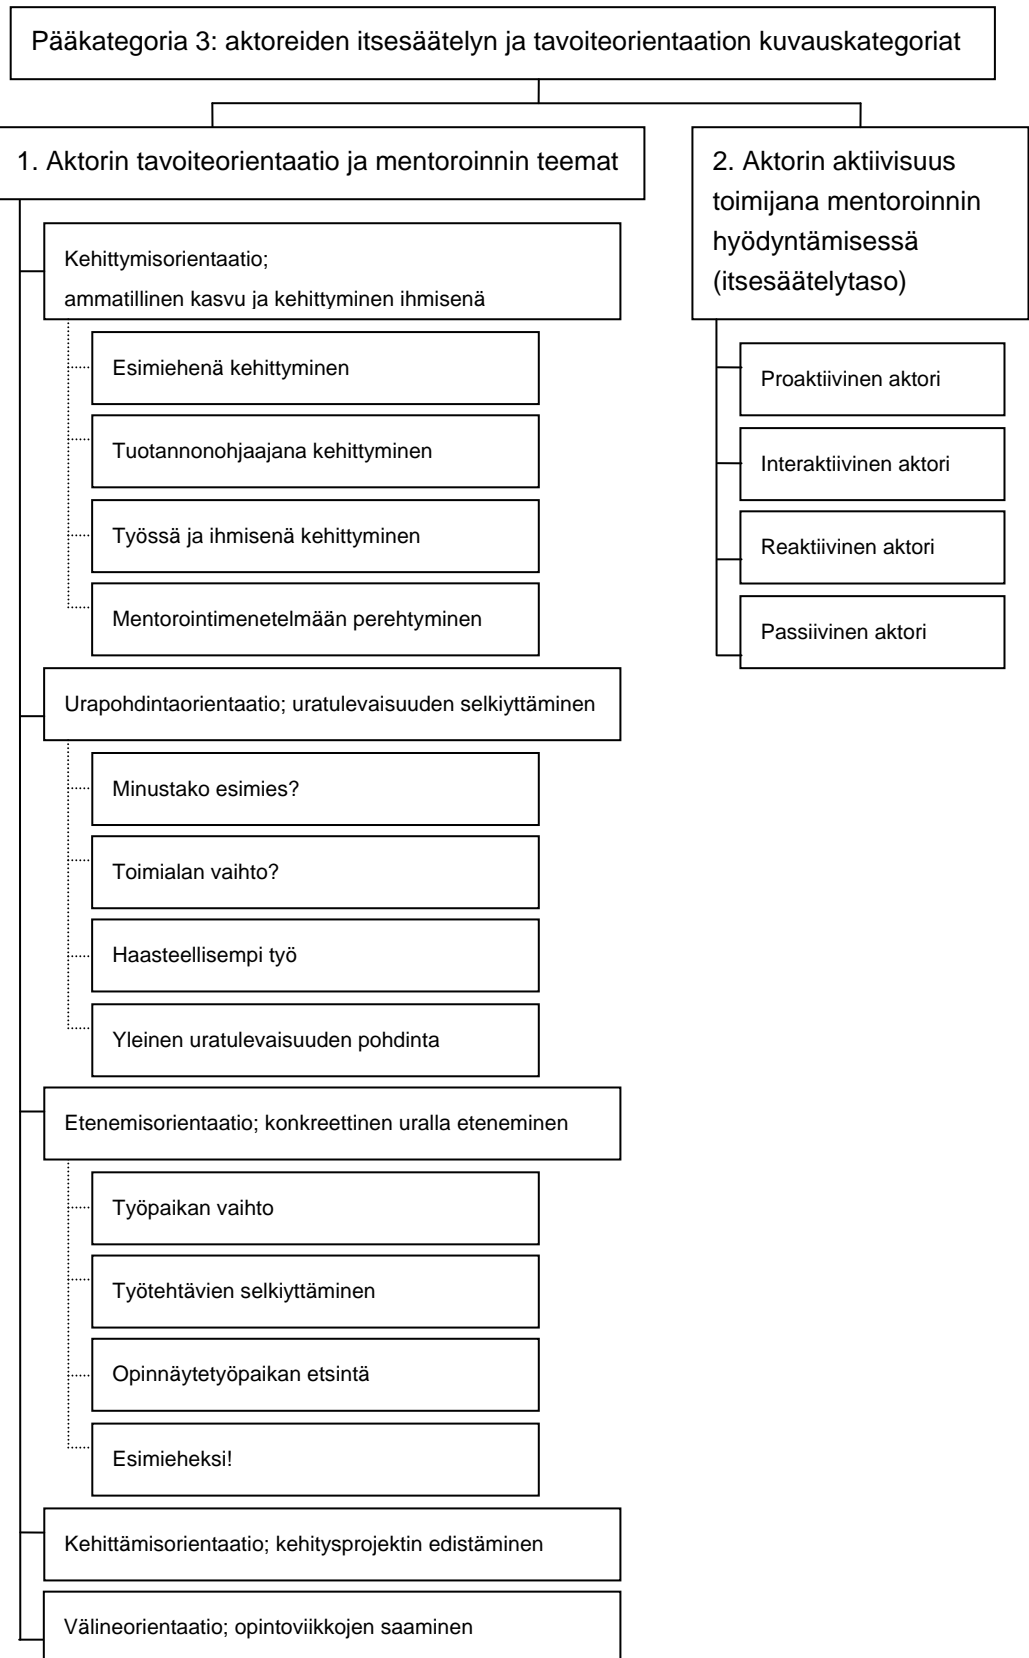 Pääkategoria 3: aktoreiden itsesäätelyn ja tavoiteorientaation kuvauskategoriat
1. Aktorin tavoiteorientaatio ja mentoroinnin teemat
Kehittymisorientaatio;
ammatillinen kasvu ja kehittyminen ihmisenä
Esimiehenä kehittyminen
Tuotannonohjaajana kehittyminen
Työssä ja ihmisenä kehittyminen
Mentorointimenetelmään perehtyminen
Urapohdintaorientaatio; uratulevaisuuden selkiyttäminen
Minustako esimies?
Toimialan vaihto?
Haasteellisempi työ
Yleinen uratulevaisuuden pohdinta
Etenemisorientaatio; konkreettinen uralla eteneminen
Työpaikan vaihto
Työtehtävien selkiyttäminen
Opinnäytetyöpaikan etsintä
Esimieheksi!
Kehittämisorientaatio; kehitysprojektin edistäminen
Välineorientaatio; opintoviikkojen saaminen
2. Aktorin aktiivisuus
toimijana mentoroinnin
hyödyntämisessä
(itsesäätelytaso)
Proaktiivinen aktori
Interaktiivinen aktori
Reaktiivinen aktori
Passiivinen aktori